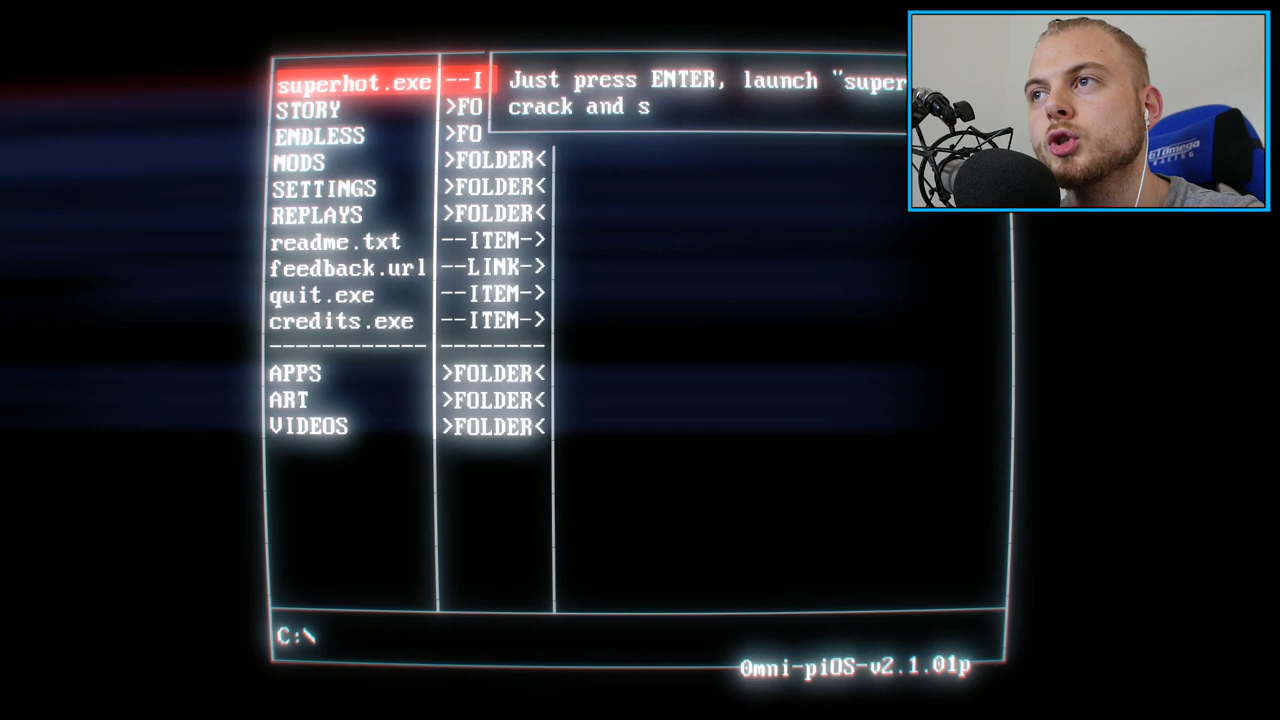 superhot.exe --I
STORY >FO
ENDLESS >FO
MODS >FOLDER<
SETTINGS >FOLDER<
REPLAYS >FOLDER<
readme.txt --ITEM->
feedback.url --LINK->
quit.exe --ITEM->
credits.exe --ITEM->
------------ --------
APPS >FOLDER<
ART >FOLDER<
VIDEOS >FOLDER<
Just press ENTER, launch "super
crack and s
C:\
Omni-piOS-v2.1.01p
GTOmega
RACING